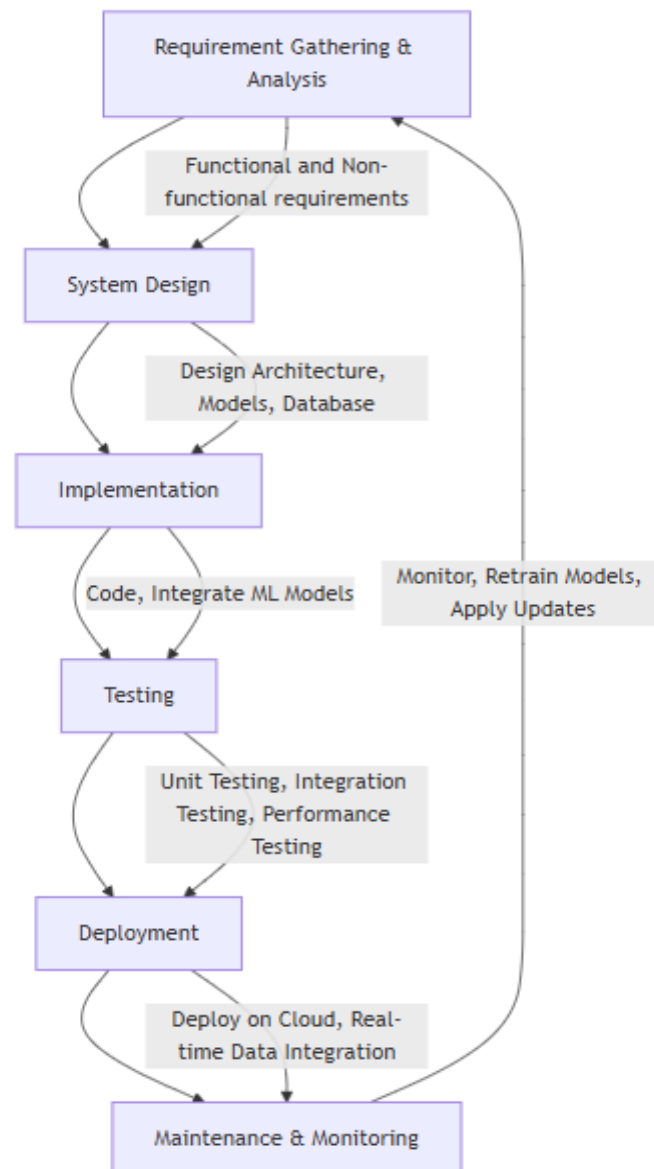 Requirement Gathering &
Analysis
Functional and Non-
functional requirements
System Design
Design Architecture,
Models, Database
Implementation
Code, Integrate ML Models
Monitor, Retrain Models,
Apply Updates
Testing
Unit Testing, Integration
Testing, Performance
Testing
Deployment
Deploy on Cloud, Real-
time Data Integration
Maintenance & Monitoring